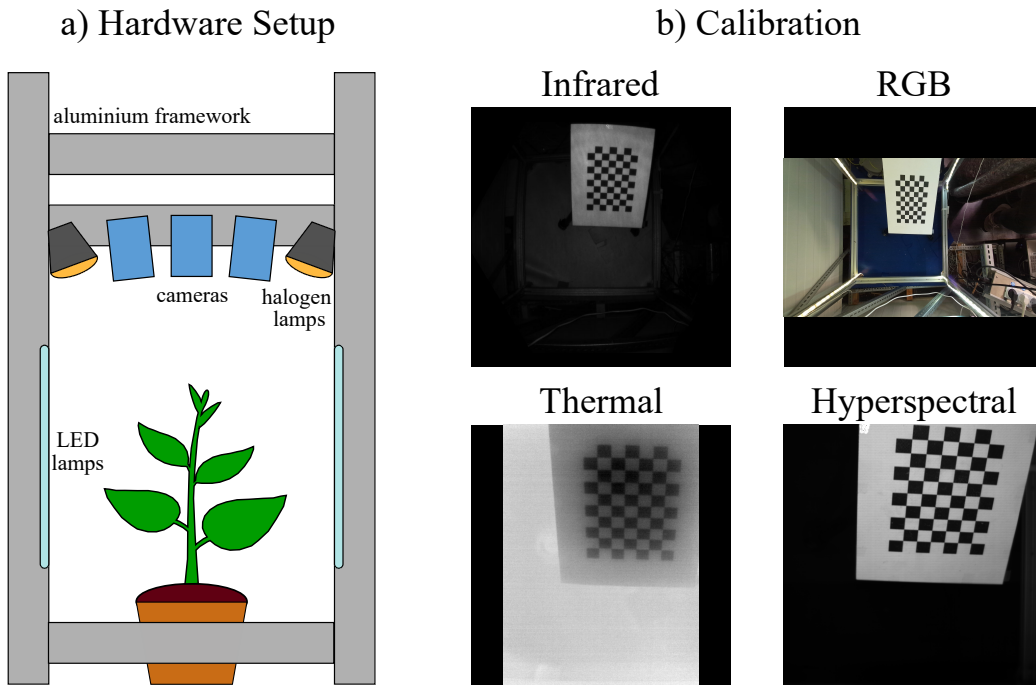 a) Hardware Setup
aluminium framework
cameras
halogen
lamps
LED
lamps
b) Calibration
Infrared
RGB
Thermal
Hyperspectral